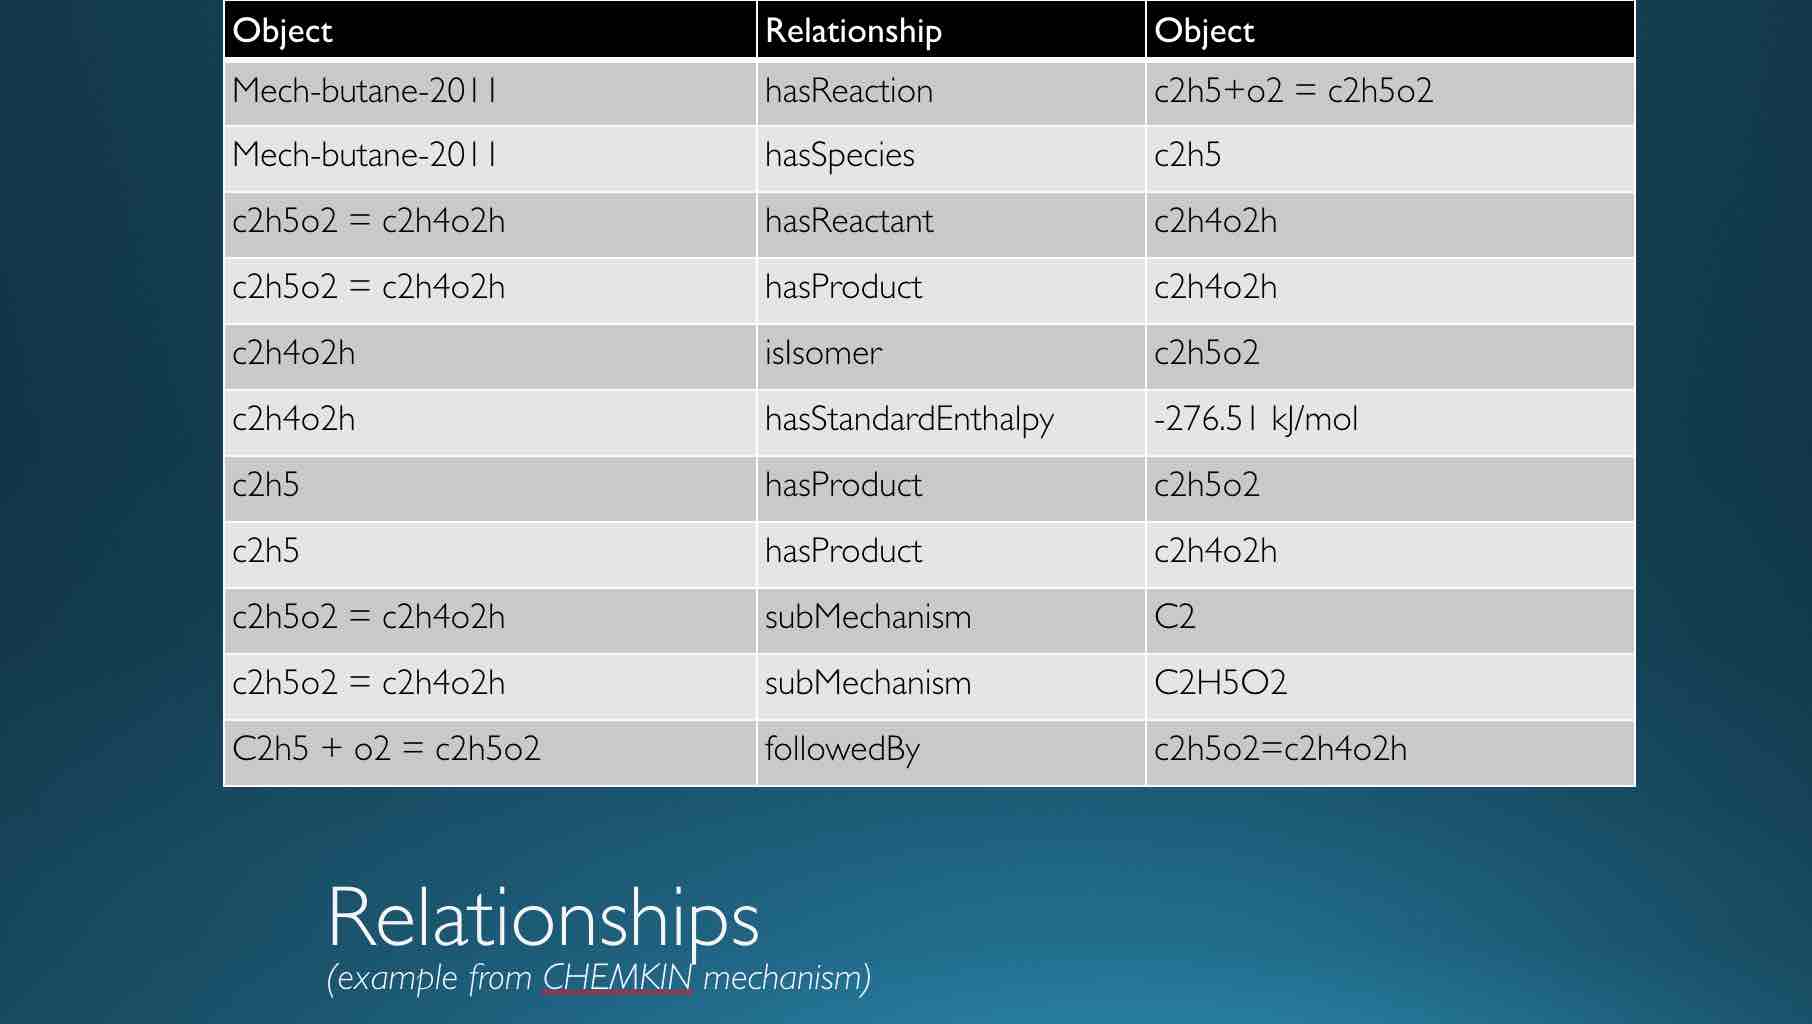 Object Relationship Object
Mech-butane-2011 hasReaction c2h5+o2 = c2h5o2
Mech-butane-2011 hasSpecies c2h5
c2h5o2 = c2h4o2h hasReactant c2h4o2h
c2h5o2 = c2h4o2h hasProduct c2h4o2h
c2h4o2h isIsomer c2h5o2
c2h4o2h hasStandardEnthalpy -276.51 kJ/mol
c2h5 hasProduct c2h5o2
c2h5 hasProduct c2h4o2h
c2h5o2 = c2h4o2h subMechanism C2
c2h5o2 = c2h4o2h subMechanism C2H5O2
C2h5 + o2 = c2h5o2 followedBy c2h5o2=c2h4o2h
Relationships
(example from CHEMKIN mechanism)